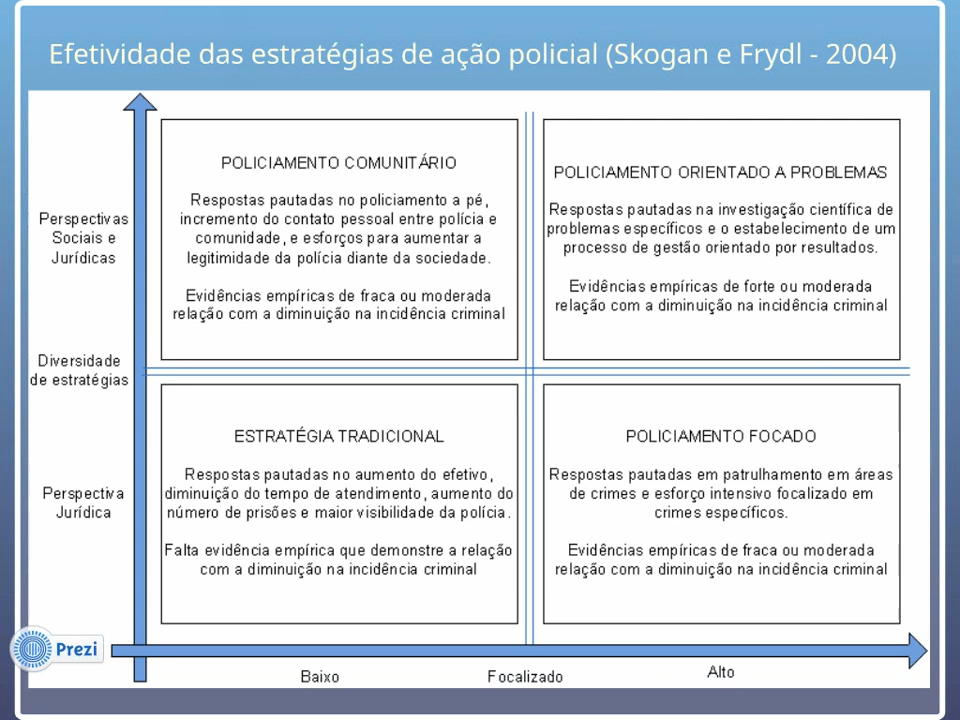 Efetividade das estratégias de ação policial (Skogan e Frydl - 2004)
POLICIAMENTO COMUNITÁRIO
Respostas pautadas no policiamento a pé,
incremento do contato pessoal entre polícia e
comunidade, e esforços para aumentar a
legitimidade da polícia diante da sociedade.
Evidências empíricas de fraca ou moderada
relação com a diminuição na incidência criminal
POLICIAMENTO ORIENTADO A PROBLEMAS
Respostas pautadas na investigação científica de
problemas específicos e o estabelecimento de um
processo de gestão orientado por resultados.
Evidências empíricas de forte ou moderada
relação com a diminuição na incidência criminal
Perspectivas
Sociais e
Jurídicas
Diversidade
de estratégias
Perspectiva
Jurídica
ESTRATÉGIA TRADICIONAL
Respostas pautadas no aumento do efetivo,
diminuição do tempo de atendimento, aumento do
número de prisões e maior visibilidade da polícia.
Falta evidência empírica que demonstre a relação
com a diminuição na incidência criminal
POLICIAMENTO FOCADO
Respostas pautadas em patrulhamento em áreas
de crimes e esforço intensivo focalizado em
crimes específicos.
Evidências empíricas de fraca ou moderada
relação com a diminuição na incidência criminal
Prezi
Baixo
Focalizado
Alto